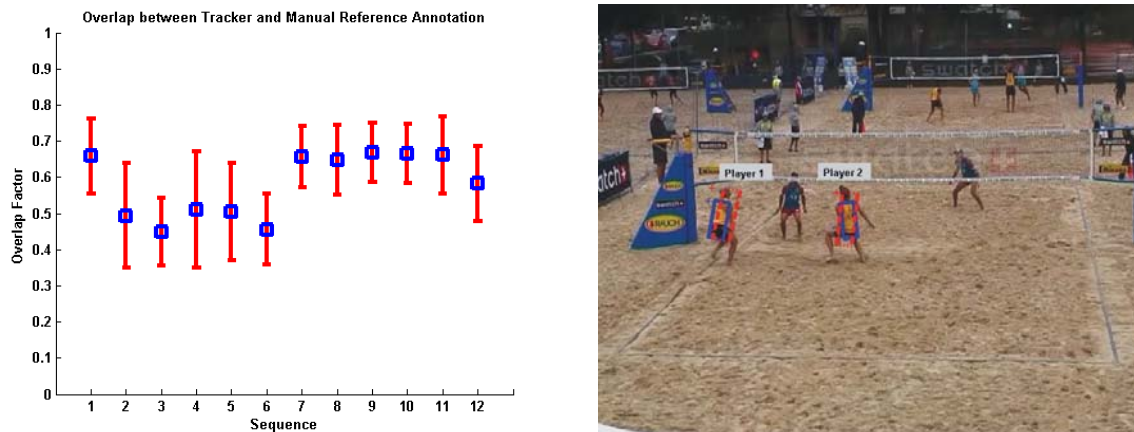 Overlap between Tracker and Manual Reference Annotation
1
0.9
0.8
0.7
0.6
0.5
0.4
0.3
0.2
0.1
0
Overlap Factor
1 2 3 4 5 6 7 8 9 10 11 12
Sequence
swatch
Player 1 Player 2
swatch
RAUCH